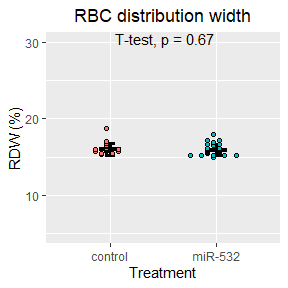 RBC distribution width
T-test, p = 0.67
30
20
10
RDW (%)
control
miR-532
Treatment